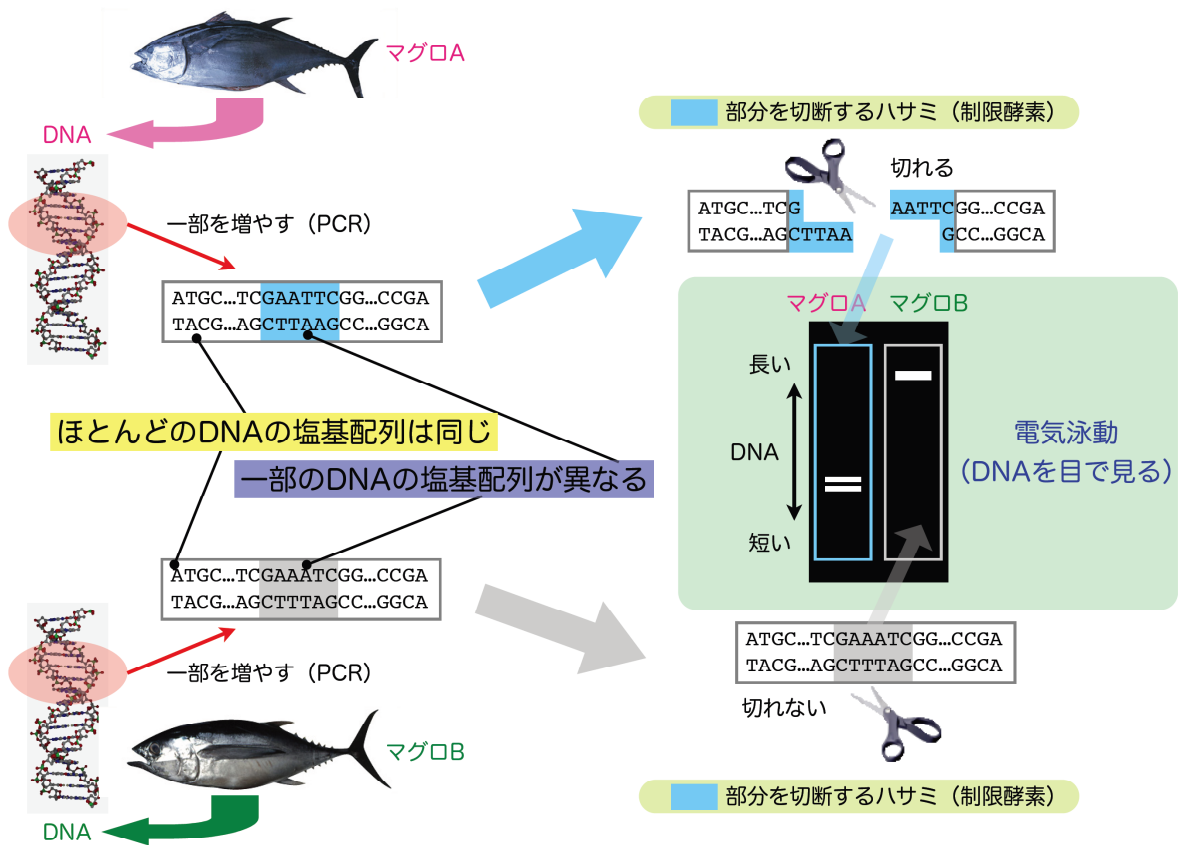 マグロA
DNA
一部を増やす（PCR）
ATGC…TCGAATTCGG…CCGA
TACG…AGCTTAAGCC…GGCA
ほとんどのDNAの塩基配列は同じ
一部のDNAの塩基配列が異なる
ATGC…TCGAAATCGG…CCGA
TACG…AGCTTTAGCC…GGCA
一部を増やす（PCR）
マグロB
DNA
部分を切断するハサミ（制限酵素）
切れる
ATGC…TCG AATTCGG…CCGA
TACG…AGCTTAA GCC…GGCA
マグロA マグロB
長い
DNA
短い
電気泳動
（DNAを目で見る）
ATGC…TCGAAATCGG…CCGA
TACG…AGCTTTAGCC…GGCA
切れない
部分を切断するハサミ（制限酵素）